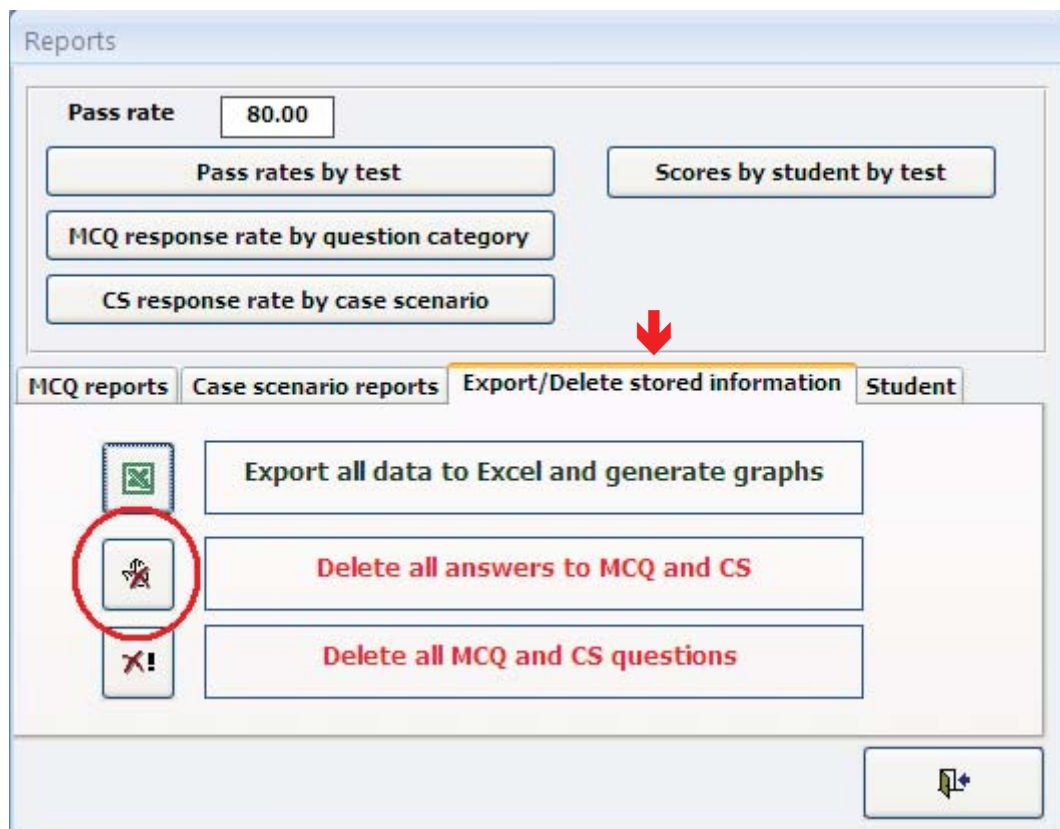 Reports
Pass rate 80.00
Pass rates by test Scores by student by test
MCQ response rate by question category
CS response rate by case scenario
MCQ reports Case scenario reports Export/Delete stored information Student
Export all data to Excel and generate graphs
Delete all answers to MCQ and CS
Delete all MCQ and CS questions